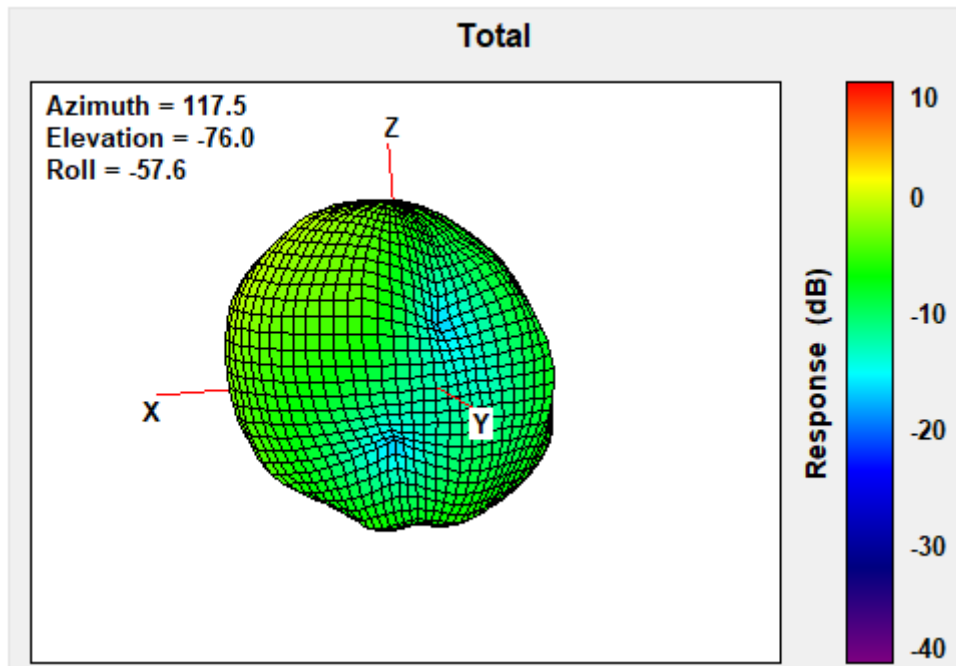 Total
Azimuth = 117.5
Elevation = -76.0
Roll = -57.6
Z
X
Y
10
0
-10
-20
-30
-40
Response (dB)